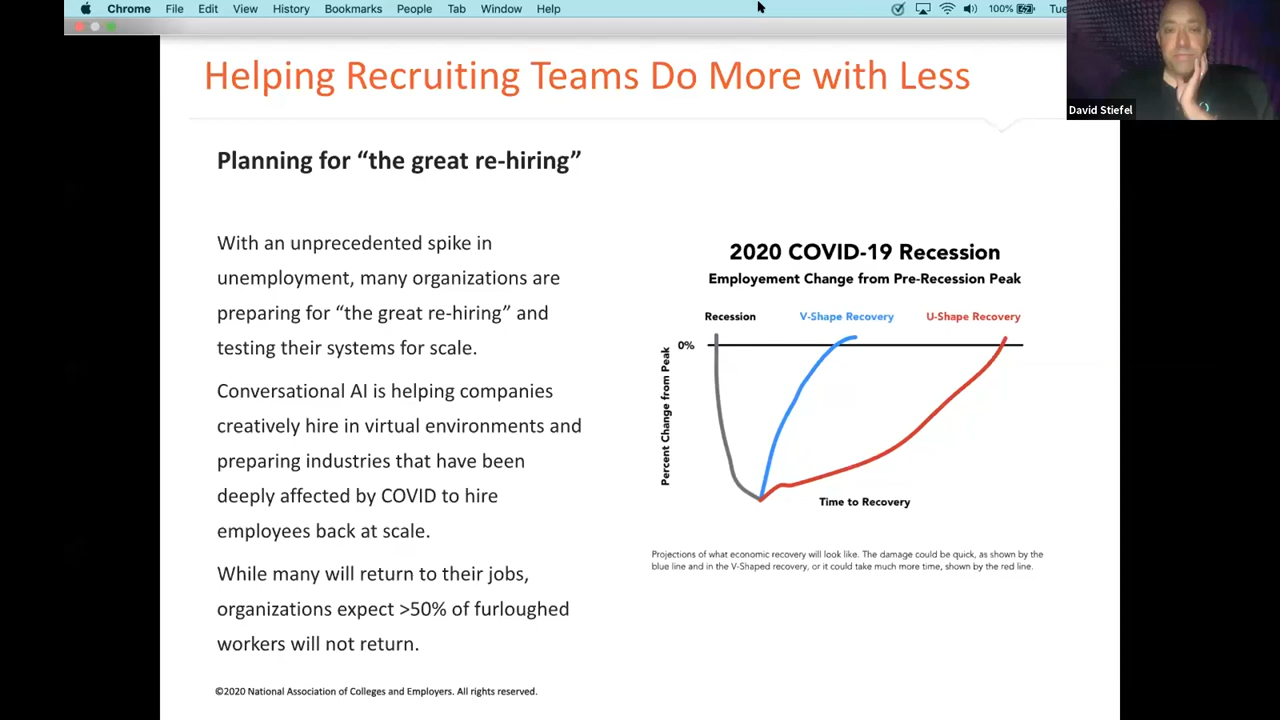 Chrome File Edit View History Bookmarks People Tab Window Help 100% Tue
Helping Recruiting Teams Do More with Less
David Stiefel
Planning for “the great re-hiring”
With an unprecedented spike in
unemployment, many organizations are
preparing for “the great re-hiring” and
testing their systems for scale.
Conversational AI is helping companies
creatively hire in virtual environments and
preparing industries that have been
deeply affected by COVID to hire
employees back at scale.
While many will return to their jobs,
organizations expect >50% of furloughed
workers will not return.
2020 COVID-19 Recession
Employement Change from Pre-Recession Peak
Recession V-Shape Recovery U-Shape Recovery
0%
Percent Change from Peak
Time to Recovery
Projections of what economic recovery will look like. The damage could be quick, as shown by the
blue line and in the V-Shaped recovery, or it could take much more time, shown by the red line.
©2020 National Association of Colleges and Employers. All rights reserved.